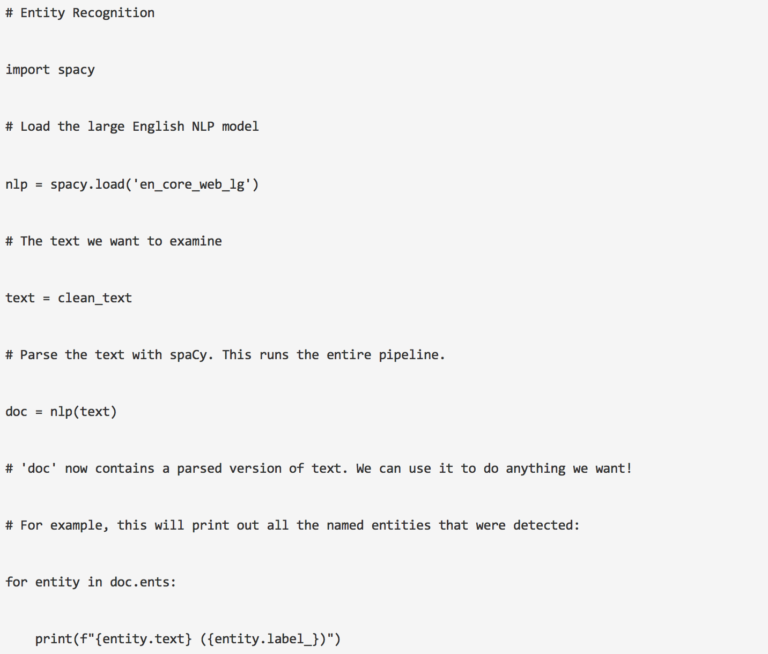 # Entity Recognition
import spacy
# Load the large English NLP model
nlp = spacy.load('en_core_web_lg')
# The text we want to examine
text = clean_text
# Parse the text with spaCy. This runs the entire pipeline.
doc = nlp(text)
# 'doc' now contains a parsed version of text. We can use it to do anything we want!
# For example, this will print out all the named entities that were detected:
for entity in doc.ents:
    print(f"{entity.text} ({entity.label_})")